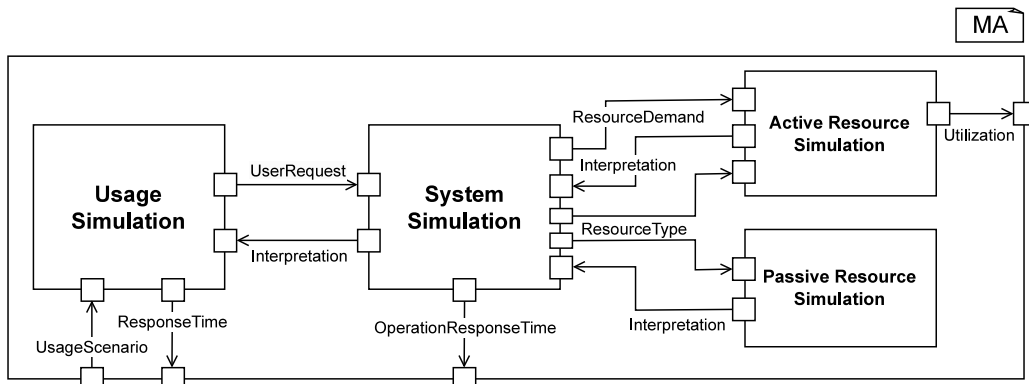 MA
ResourceDemand
Active Resource
Simulation
Utilization
Interpretation
UserRequest
Usage
Simulation
System
Simulation
ResourceType
Interpretation
Passive Resource
Simulation
Interpretation
ResponseTime
OperationResponseTime
UsageScenario